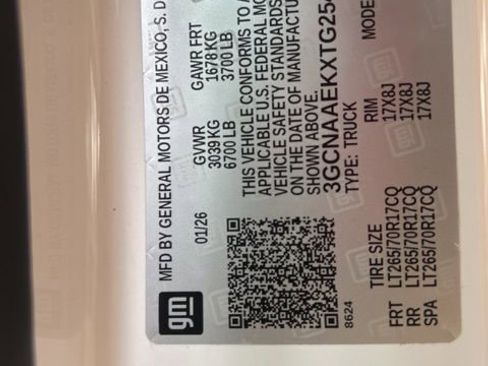 gm
MFD BY GENERAL MOTORS DE MEXICO, S. D
01/26 GVWR GAWR FRT
3039 KG 1678 KG
6700 LB 3700 LB
THIS VEHICLE CONFORMS TO
APPLICABLE U.S. FEDERAL MO
VEHICLE SAFETY STANDARDS
ON THE DATE OF MANUFACTU
SHOWN ABOVE.
3GCNAAEKXTG25
TYPE: TRUCK MODE
8624
TIRE SIZE RIM
FRT LT265/70R17CQ 17X8J
RR LT265/70R17CQ 17X8J
SPA LT265/70R17CQ 17X8J